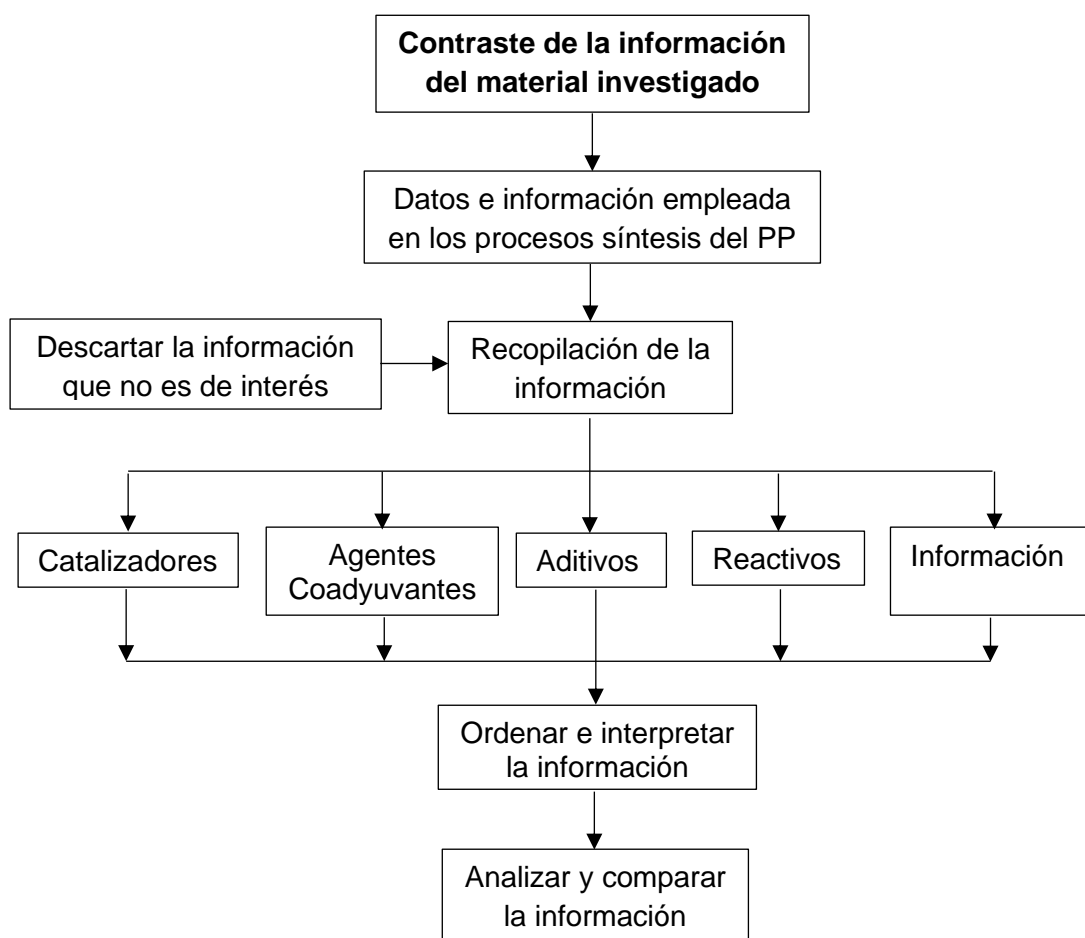 Contraste de la información
del material investigado
Datos e información empleada
en los procesos síntesis del PP
Descartar la información
que no es de interés
Recopilación de la
información
Catalizadores
Agentes
Coadyuvantes
Aditivos
Reactivos
Información
Ordenar e interpretar
la información
Analizar y comparar
la información